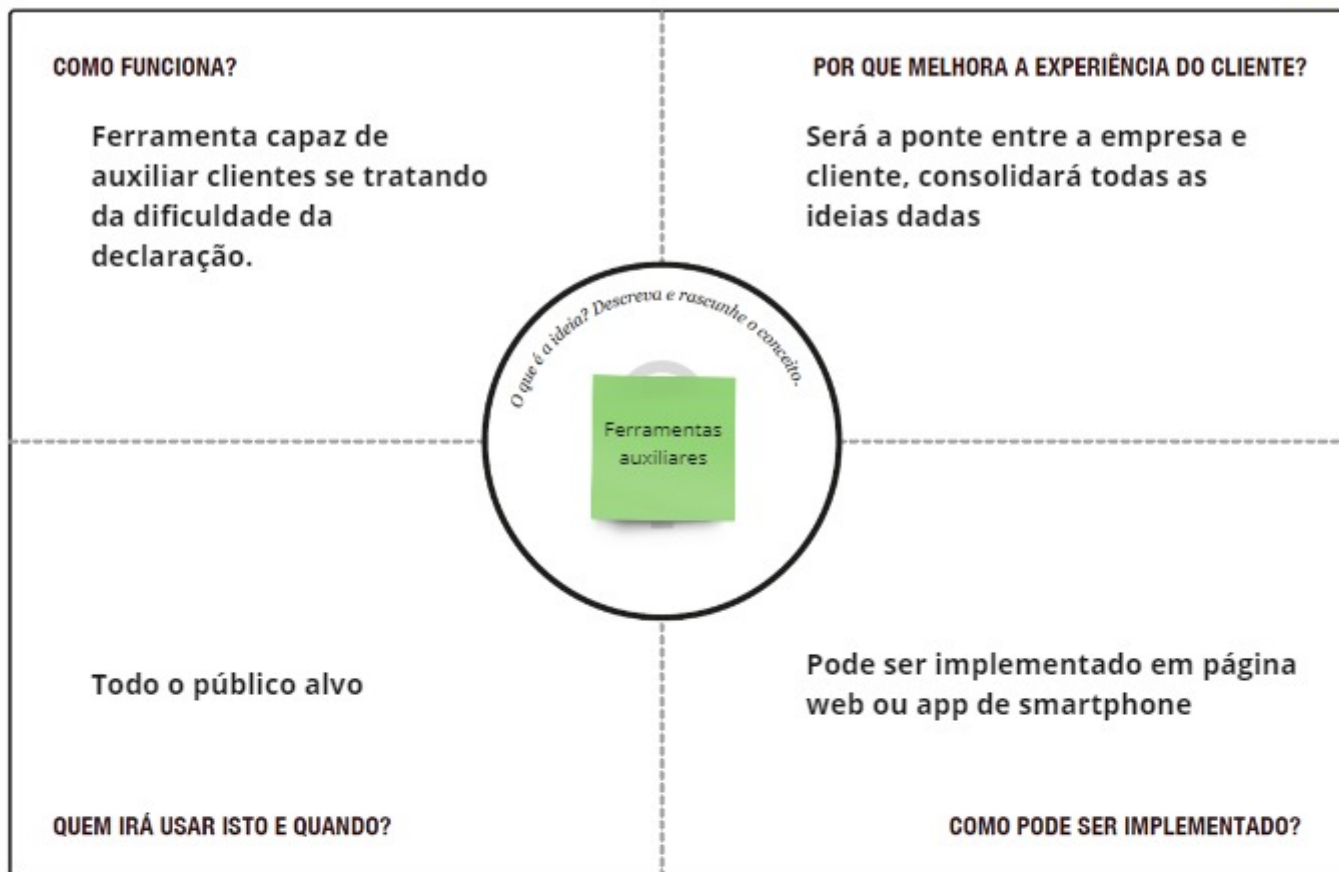 COMO FUNCIONA?
Ferramenta capaz de
auxiliar clientes se tratando
da dificuldade da
declaração.
POR QUE MELHORA A EXPERIÊNCIA DO CLIENTE?
Será a ponte entre a empresa e
cliente, consolidará todas as
ideias dadas
O que é a ideia? Descreva e rascunhe o conceito.
Ferramentas
auxiliares
Todo o público alvo
QUEM IRÁ USAR ISTO E QUANDO?
Pode ser implementado em página
web ou app de smartphone
COMO PODE SER IMPLEMENTADO?